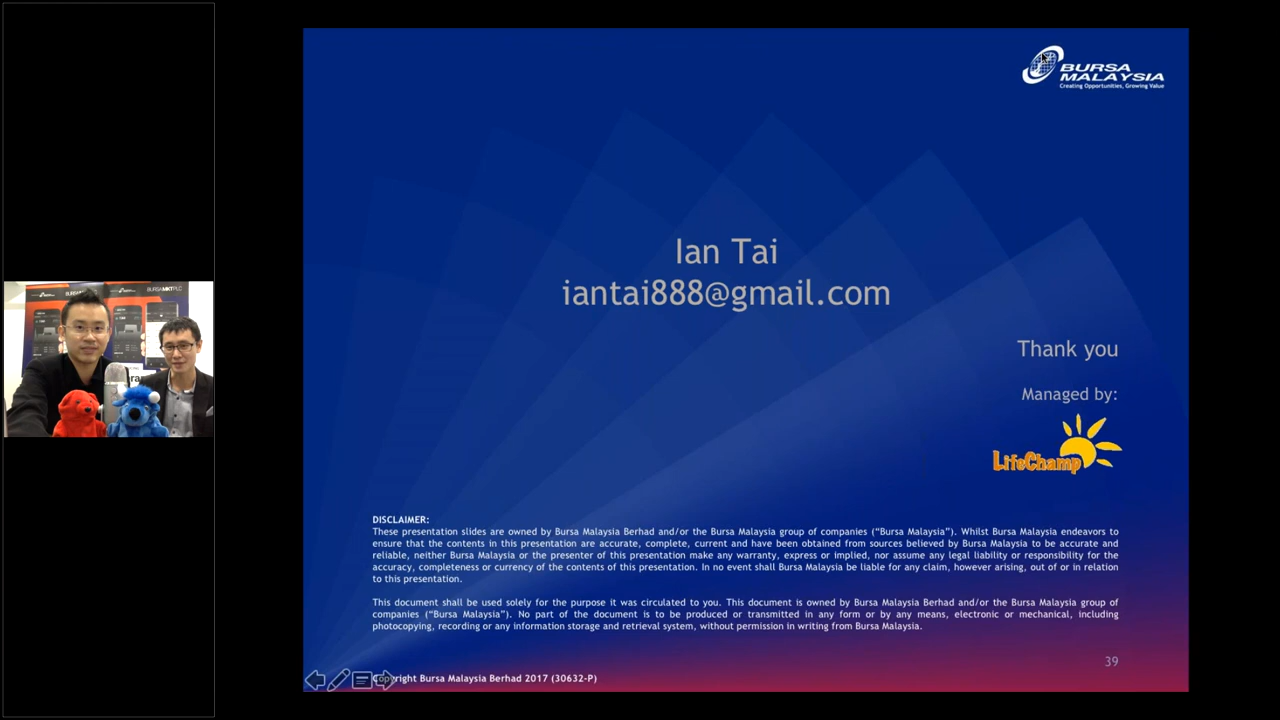 BURSA
MALAYSIA
Creating Opportunities, Growing Value
Ian Tai
iantai888@gmail.com
Thank you
Managed by:
LifeChamp
DISCLAIMER:
These presentation slides are owned by Bursa Malaysia Berhad and/or the Bursa Malaysia group of companies (“Bursa Malaysia”). Whilst Bursa Malaysia endeavors to
ensure that the contents in this presentation are accurate, complete, current and have been obtained from sources believed by Bursa Malaysia to be accurate and
reliable, neither Bursa Malaysia or the presenter of this presentation make any warranty, express or implied, nor assume any legal liability or responsibility for the
accuracy, completeness or currency of the contents of this presentation. In no event shall Bursa Malaysia be liable for any claim, however arising, out of or in relation
to this presentation.
This document shall be used solely for the purpose it was circulated to you. This document is owned by Bursa Malaysia Berhad and/or the Bursa Malaysia group of
companies (“Bursa Malaysia”). No part of the document is to be produced or transmitted in any form or by any means, electronic or mechanical, including
photocopying, recording or any information storage and retrieval system, without permission in writing from Bursa Malaysia.
39
Copyright Bursa Malaysia Berhad 2017 (30632-P)
BURSAMKTPLC